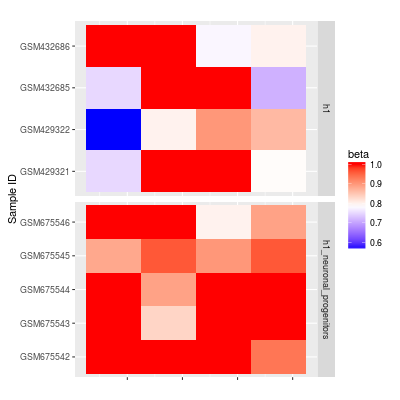 GSM432686
GSM432685
GSM429322
GSM429321
h1
GSM675546
GSM675545
GSM675544
GSM675543
GSM675542
h1_neuronal_progenitors
Sample ID
beta
1.0
0.9
0.8
0.7
0.6